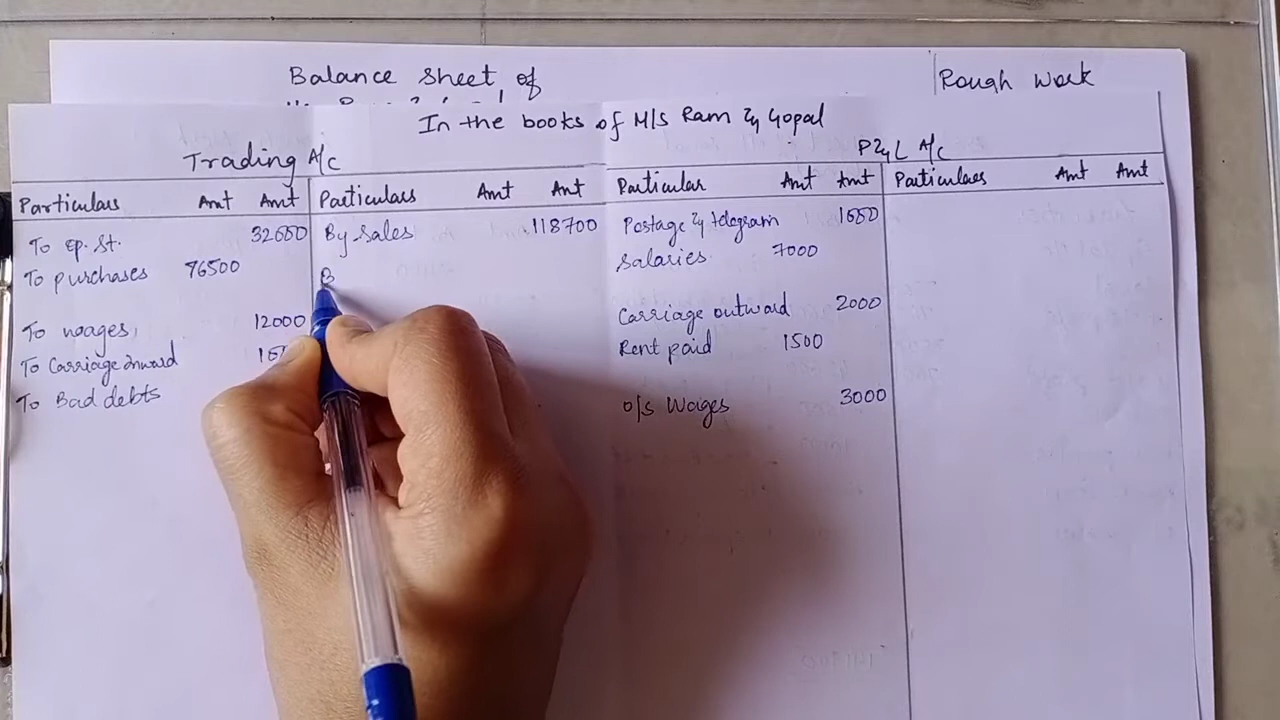 Balance Sheet of
Rough Work
In the books of M/s Ram & Gopal
Trading A/c
P & L A/c
Particulars Amt Amt Particulars Amt Amt
Particular Amt Amt Particulars Amt Amt
To Op. St. 32650 By Sales 118700
To purchases 76500
B
To wages 12000
To Carriage inward
To Bad debts
Postage & telegram 1650
Salaries 7000
Carriage outward 2000
Rent paid 1500
O/S Wages 3000